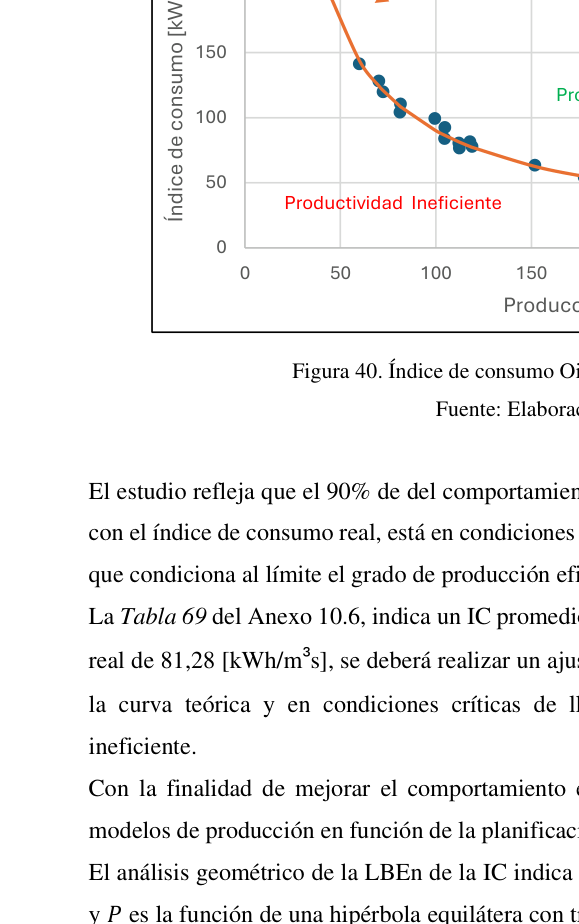 Índice de consumo [kW
150
100
50
0
0 50 100 150
Pro
Productividad Ineficiente
Producc
Figura 40. Índice de consumo Oi
Fuente: Elaborac
El estudio refleja que el 90% de del comportamien
con el índice de consumo real, está en condiciones
que condiciona al límite el grado de producción efi
La Tabla 69 del Anexo 10.6, indica un IC promedio
real de 81,28 [kWh/m³s], se deberá realizar un ajus
la curva teórica y en condiciones críticas de ll
ineficiente.
Con la finalidad de mejorar el comportamiento e
modelos de producción en función de la planificaci
El análisis geométrico de la LBEn de la IC indica
y P es la función de una hipérbola equilátera con t